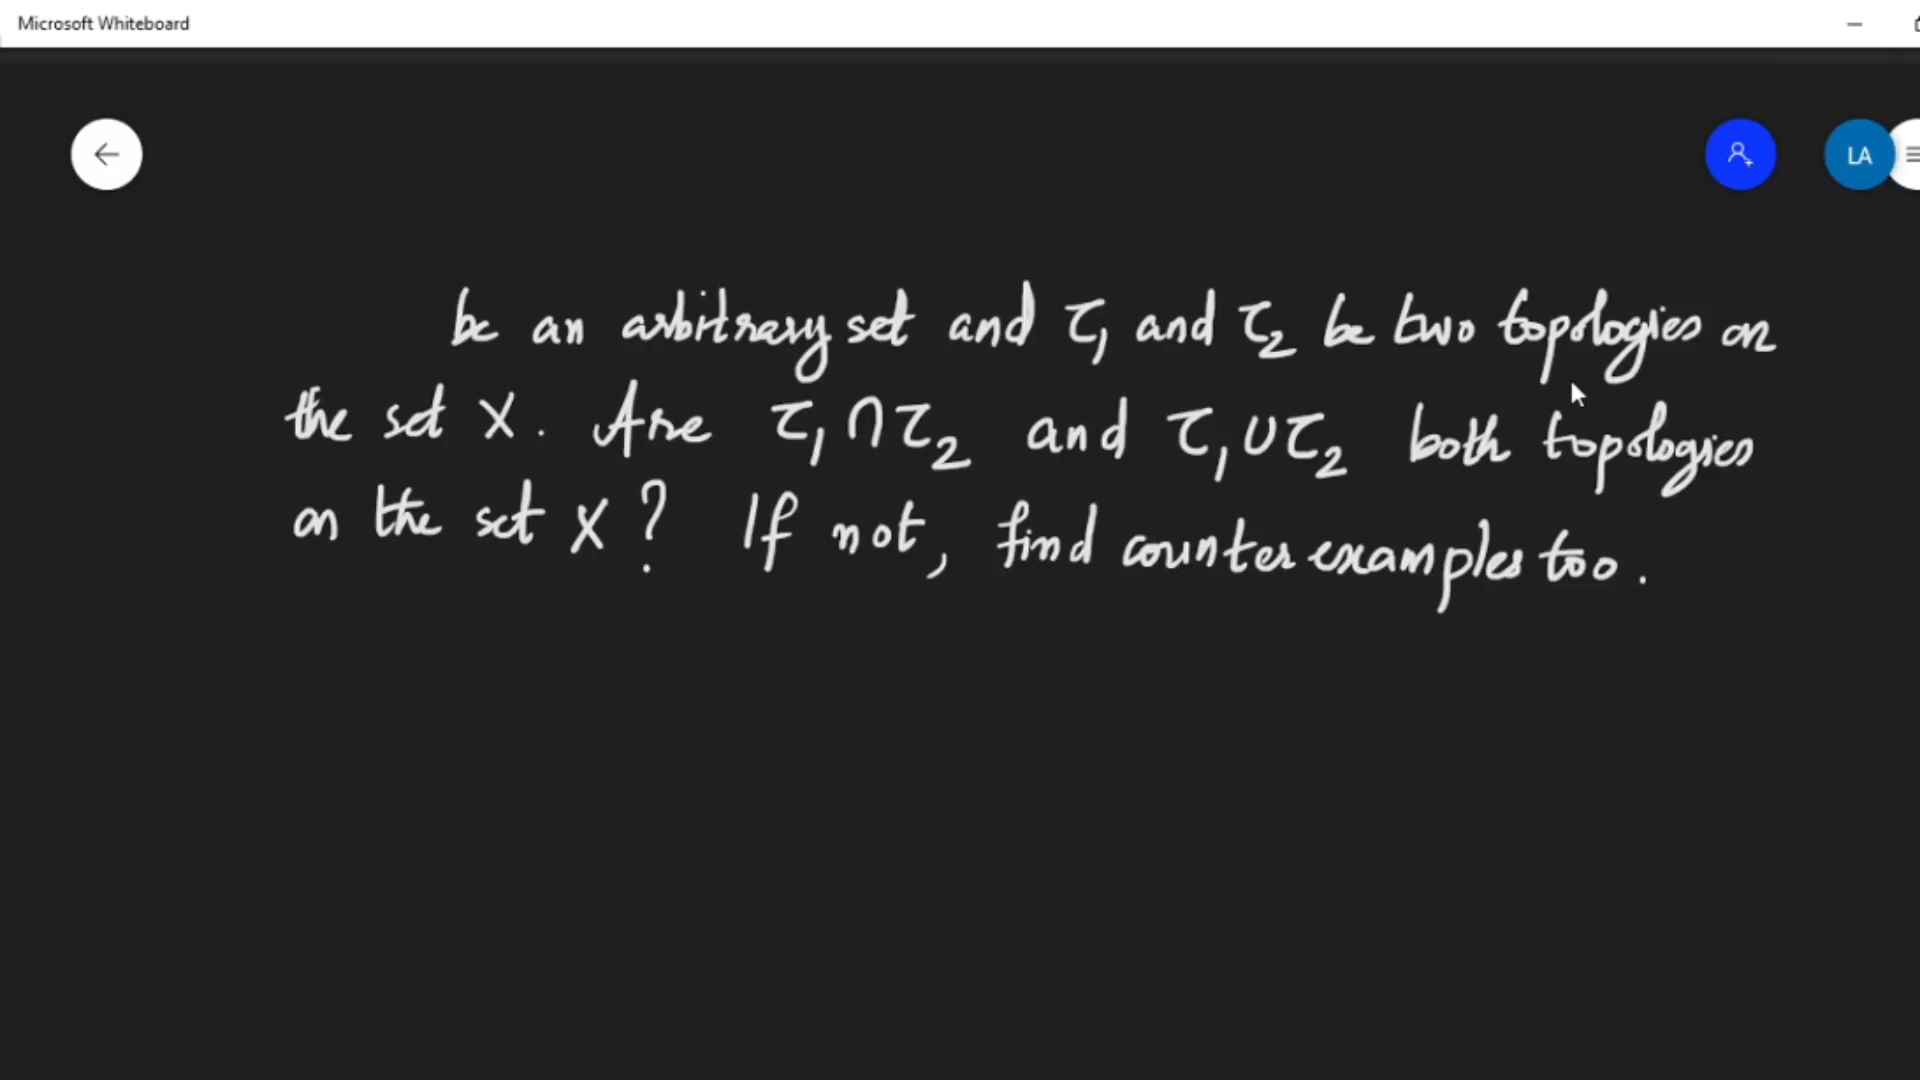 Microsoft Whiteboard
LA
be an arbitrary set and τ₁ and τ₂ be two topologies on
the set X. Are τ₁∩τ₂ and τ₁∪τ₂ both topologies
on the set X? If not, find counter examples too.